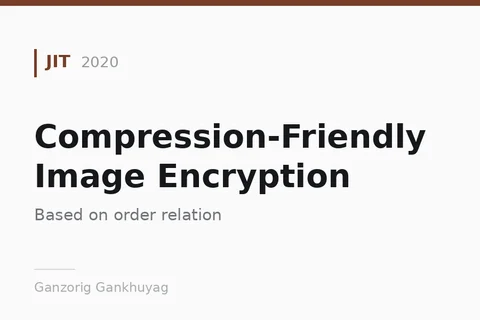 JIT 2020
Compression-Friendly
Image Encryption
Based on order relation
Ganzorig Gankhuyag